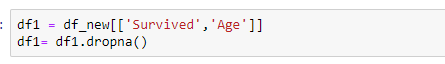 :
df1 = df_new[['Survived','Age']]
df1= df1.dropna()